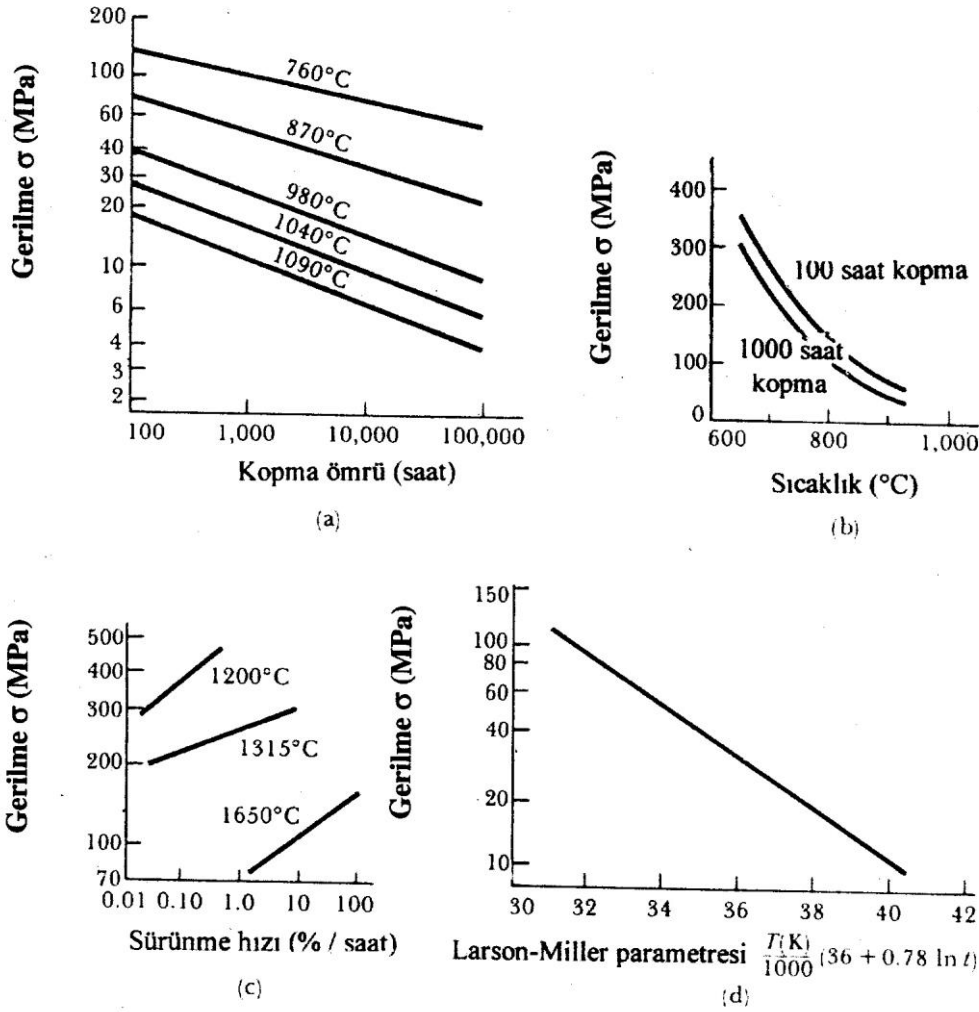 Gerilme σ (MPa)
200
100
60
40
30
20
10
6
4
3
2
760°C
870°C
980°C
1040°C
1090°C
100 1,000 10,000 100,000
Kopma ömrü (saat)
(a)
Gerilme σ (MPa)
400
300
200
100
0
100 saat kopma
1000 saat
kopma
600 800 1,000
Sıcaklık (°C)
(b)
Gerilme σ (MPa)
500
400
300
200
100
70
1200°C
1315°C
1650°C
0.01 0.10 1.0 10 100
Sürünme hızı (% / saat)
(c)
Gerilme σ (MPa)
150
100
80
60
40
20
10
30 32 34 36 38 40 42
Larson-Miller parametresi T(K)/1000 (36 + 0.78 ln t)
(d)